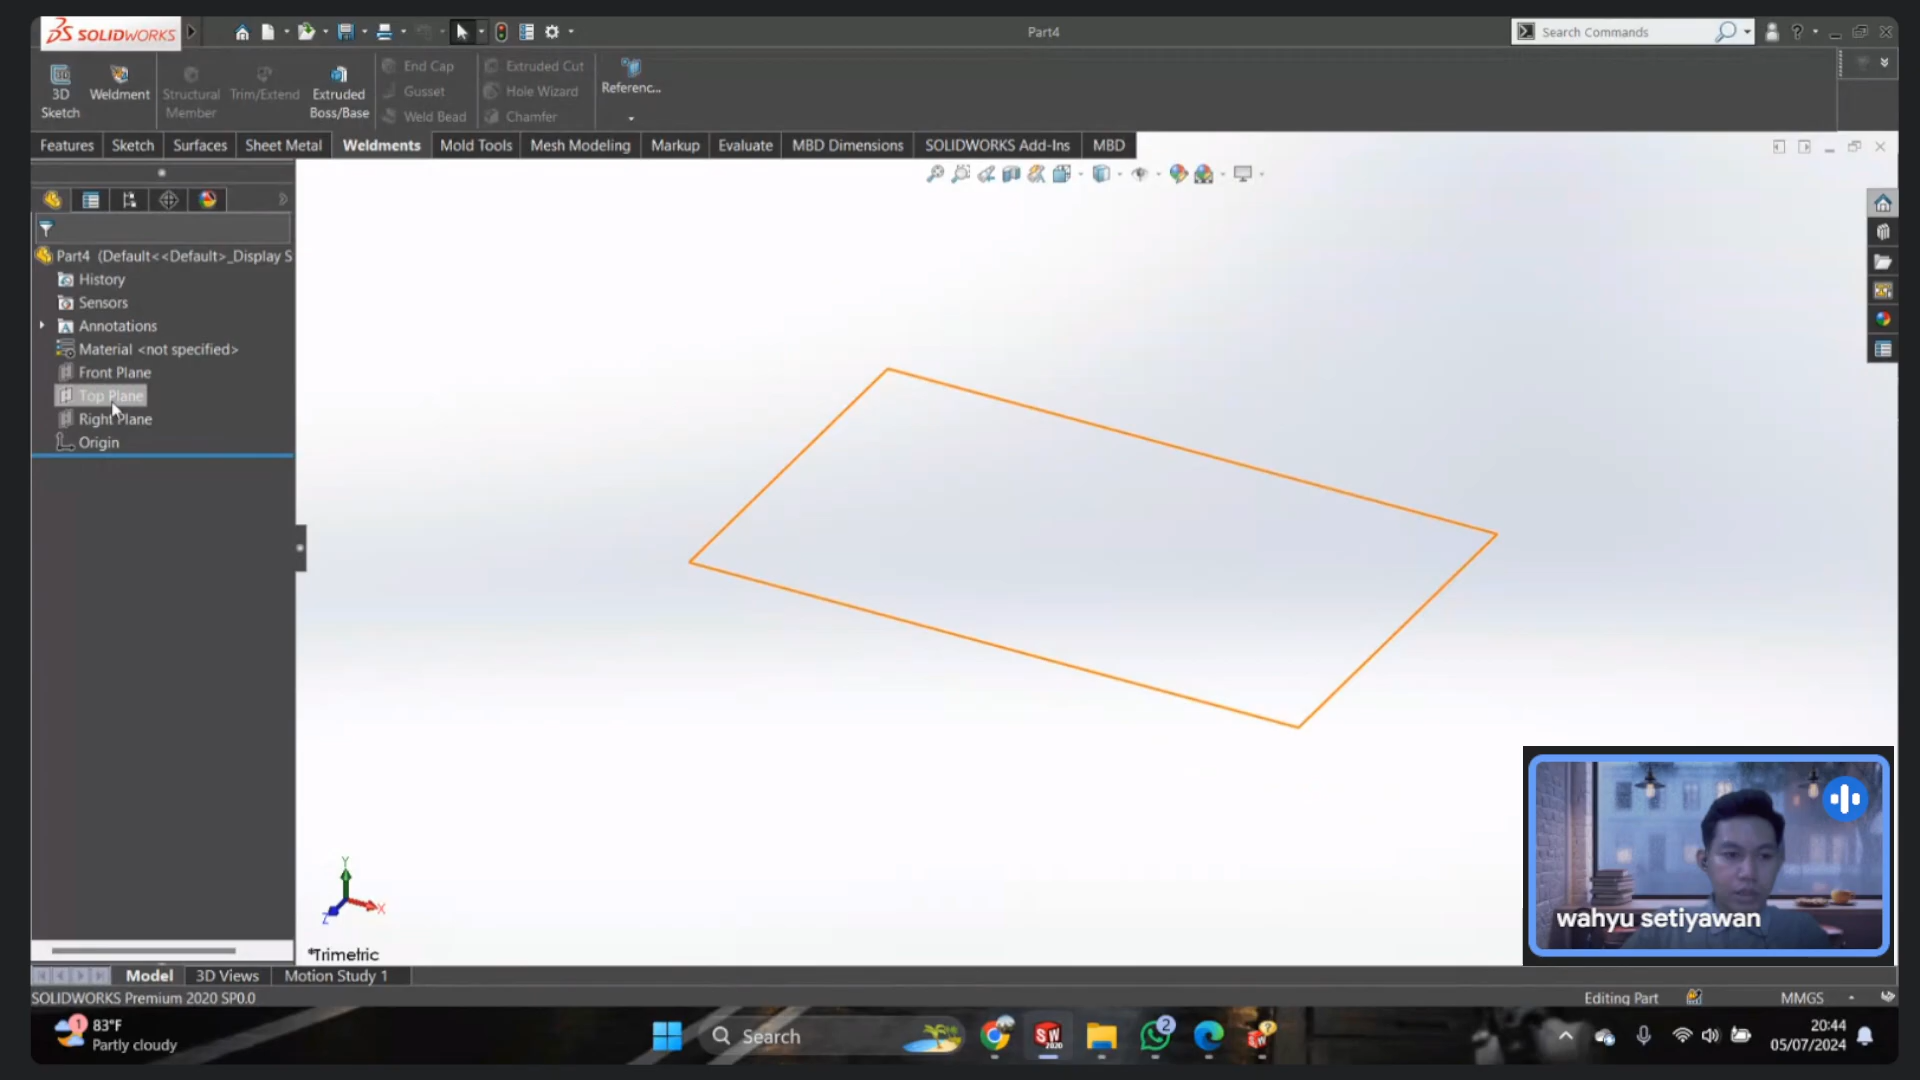 SOLIDWORKS
Part4
Search Commands
3D Sketch
Weldment
Structural Member
Trim/Extend
Extruded Boss/Base
End Cap
Gusset
Weld Bead
Extruded Cut
Hole Wizard
Chamfer
Referenc...
Features Sketch Surfaces Sheet Metal Weldments Mold Tools Mesh Modeling Markup Evaluate MBD Dimensions SOLIDWORKS Add-Ins MBD
Part4 (Default<<Default>_Display S
History
Sensors
Annotations
Material <not specified>
Front Plane
Top Plane
Right Plane
Origin
Y
X
Z
*Trimetric
wahyu setiyawan
Model 3D Views Motion Study 1
SOLIDWORKS Premium 2020 SP0.0
Editing Part
MMGS
1
83°F
Partly cloudy
Search
SW
2020
2
20:44
05/07/2024